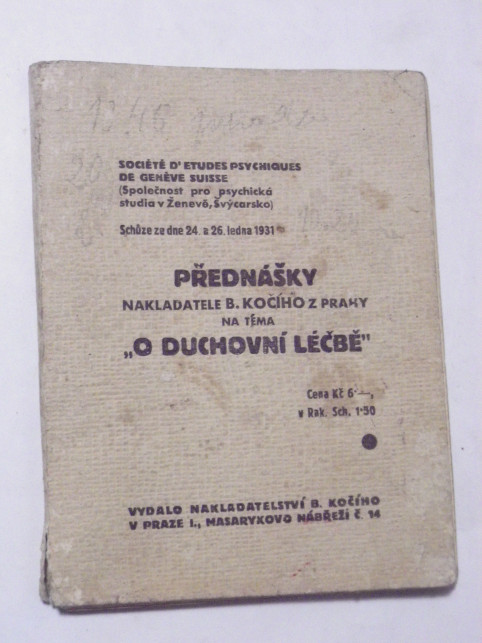 SOCIÉTÉ D'ETUDES PSYCHIQUES
DE GENÊVE SUISSE
(Společnost pro psychická
studia v Ženevě, Švýcarsko)
Schůze ze dne 24. a 26. ledna 1931
PŘEDNÁŠKY
NAKLADATELE B. KOČÍHO Z PRAHY
NA TÉMA
„O DUCHOVNÍ LÉČBĚ"
Cena Kč 6·—,
v Rak. Sch. 1·50
VYDALO NAKLADATELSTVÍ B. KOČÍHO
V PRAZE I., MASARYKOVO NÁBŘEŽÍ Č. 14